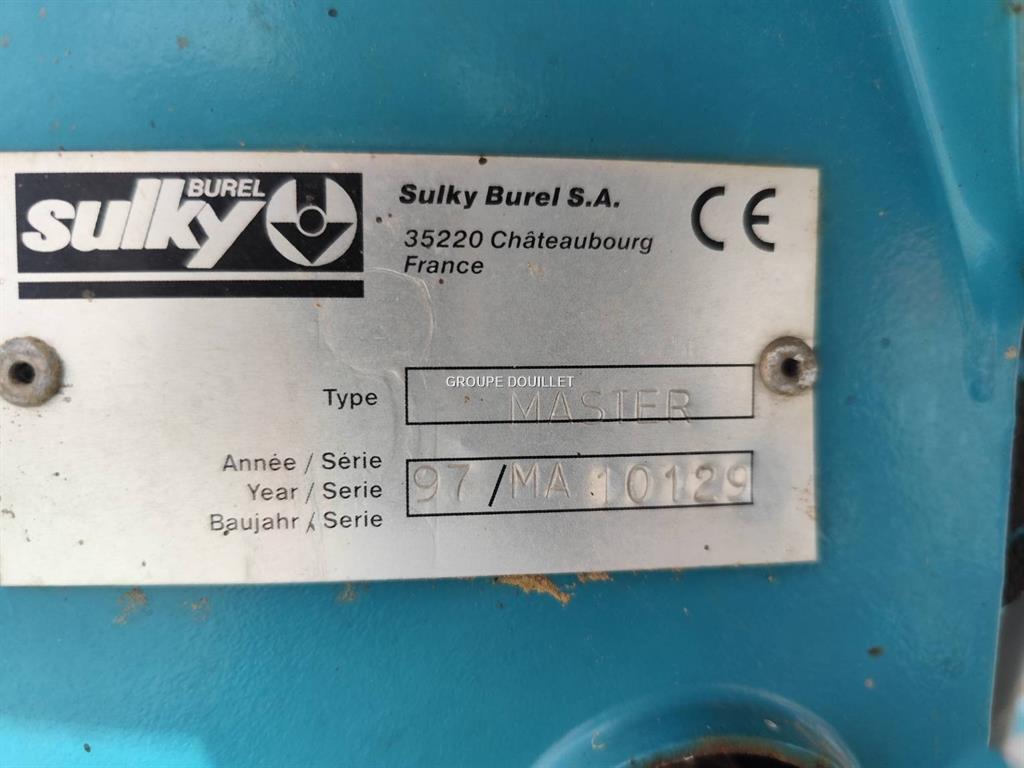 BUREL
sulky
Sulky Burel S.A.
35220 Châteaubourg
France
CE
GROUPE DOUILLET
Type MASTER
Année / Série
Year / Serie 97 / MA 10129
Baujahr / Serie